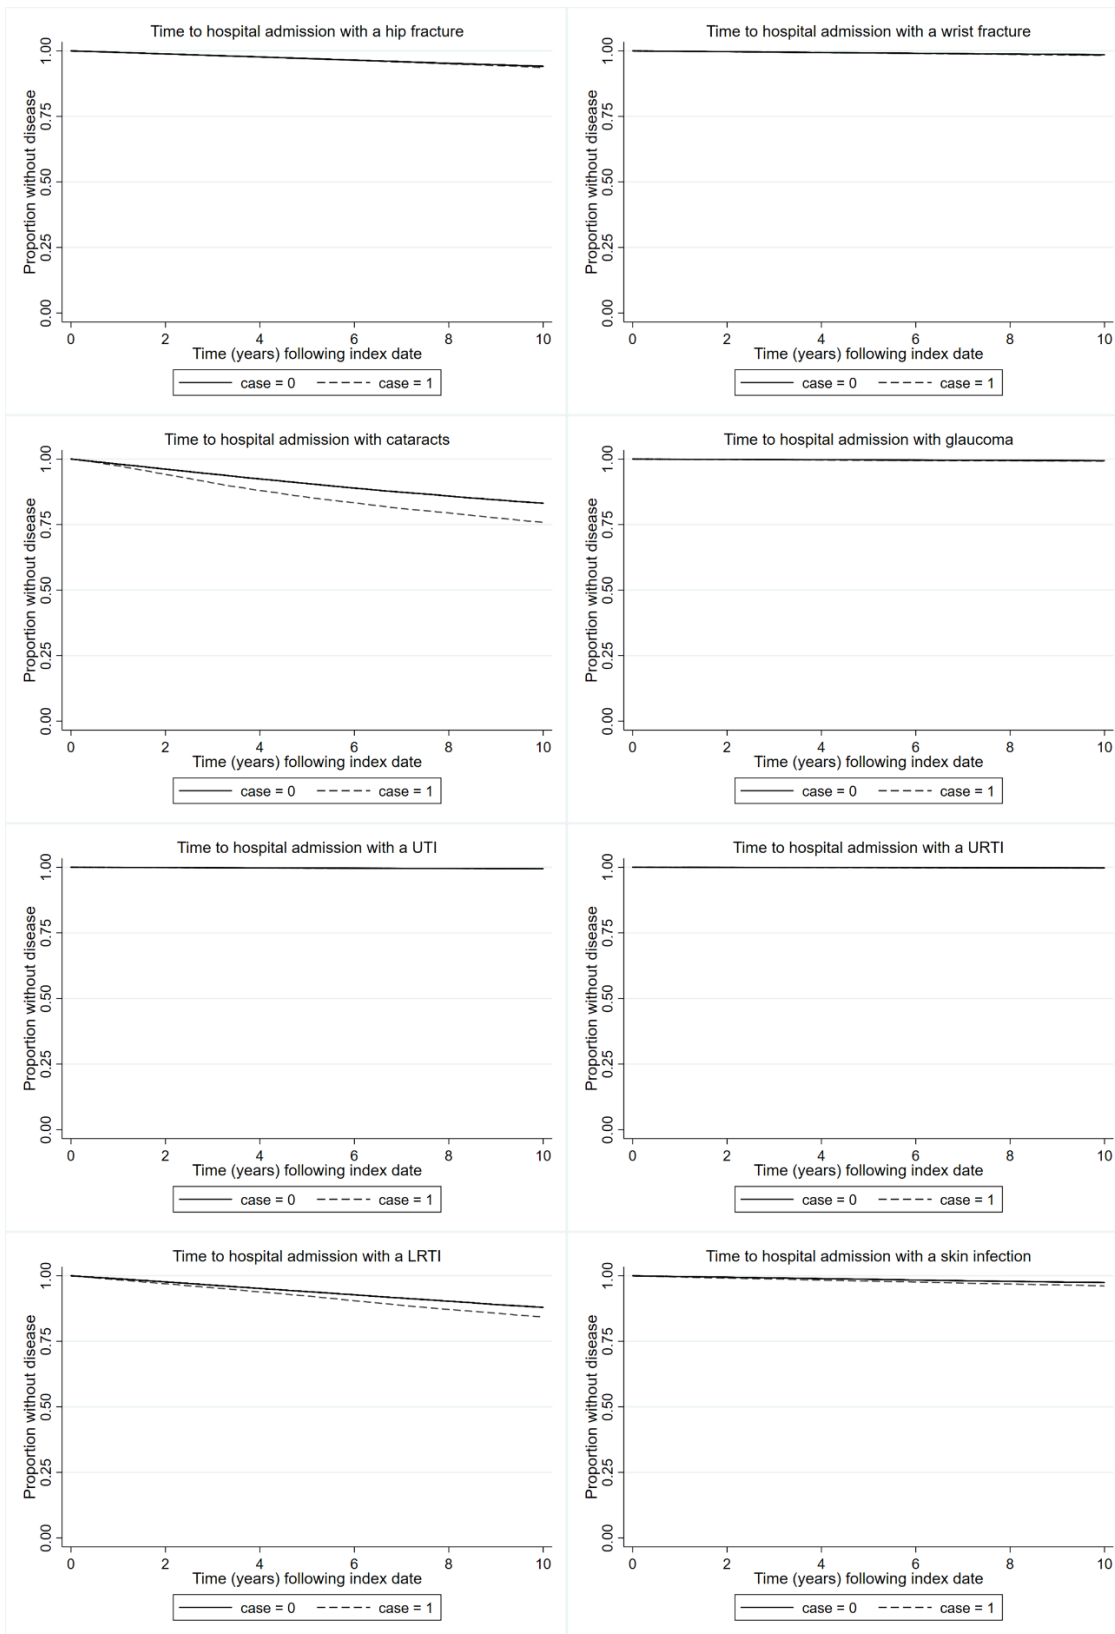 Time to hospital admission with a hip fracture
Proportion without disease
1.00
0.75
0.50
0.25
0.00
0 2 4 6 8 10
Time (years) following index date
case = 0 case = 1
Time to hospital admission with a wrist fracture
Proportion without disease
1.00
0.75
0.50
0.25
0.00
0 2 4 6 8 10
Time (years) following index date
case = 0 case = 1
Time to hospital admission with cataracts
Proportion without disease
1.00
0.75
0.50
0.25
0.00
0 2 4 6 8 10
Time (years) following index date
case = 0 case = 1
Time to hospital admission with glaucoma
Proportion without disease
1.00
0.75
0.50
0.25
0.00
0 2 4 6 8 10
Time (years) following index date
case = 0 case = 1
Time to hospital admission with a UTI
Proportion without disease
1.00
0.75
0.50
0.25
0.00
0 2 4 6 8 10
Time (years) following index date
case = 0 case = 1
Time to hospital admission with a URTI
Proportion without disease
1.00
0.75
0.50
0.25
0.00
0 2 4 6 8 10
Time (years) following index date
case = 0 case = 1
Time to hospital admission with a LRTI
Proportion without disease
1.00
0.75
0.50
0.25
0.00
0 2 4 6 8 10
Time (years) following index date
case = 0 case = 1
Time to hospital admission with a skin infection
Proportion without disease
1.00
0.75
0.50
0.25
0.00
0 2 4 6 8 10
Time (years) following index date
case = 0 case = 1